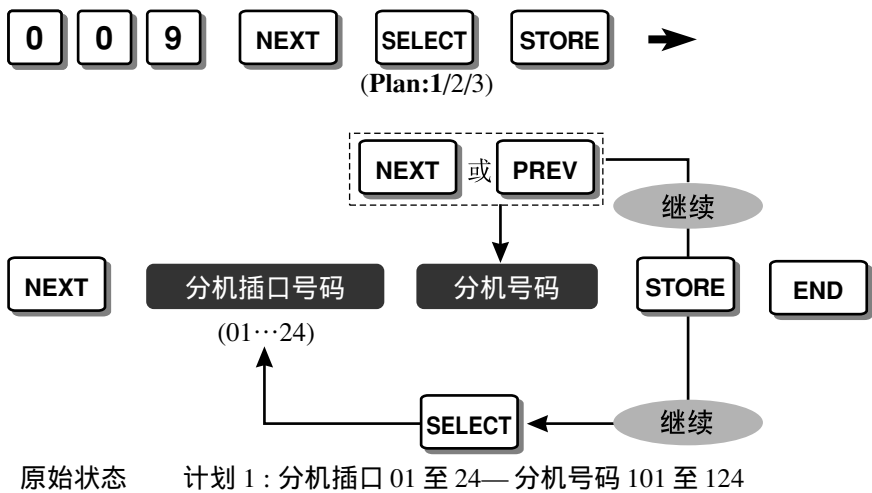 0 0 9 NEXT SELECT STORE
(Plan:1/2/3)
NEXT 或 PREV
继续
NEXT 分机插口号码 分机号码 STORE END
(01…24)
SELECT 继续
原始状态 计划 1 : 分机插口 01 至 24— 分机号码 101 至 124